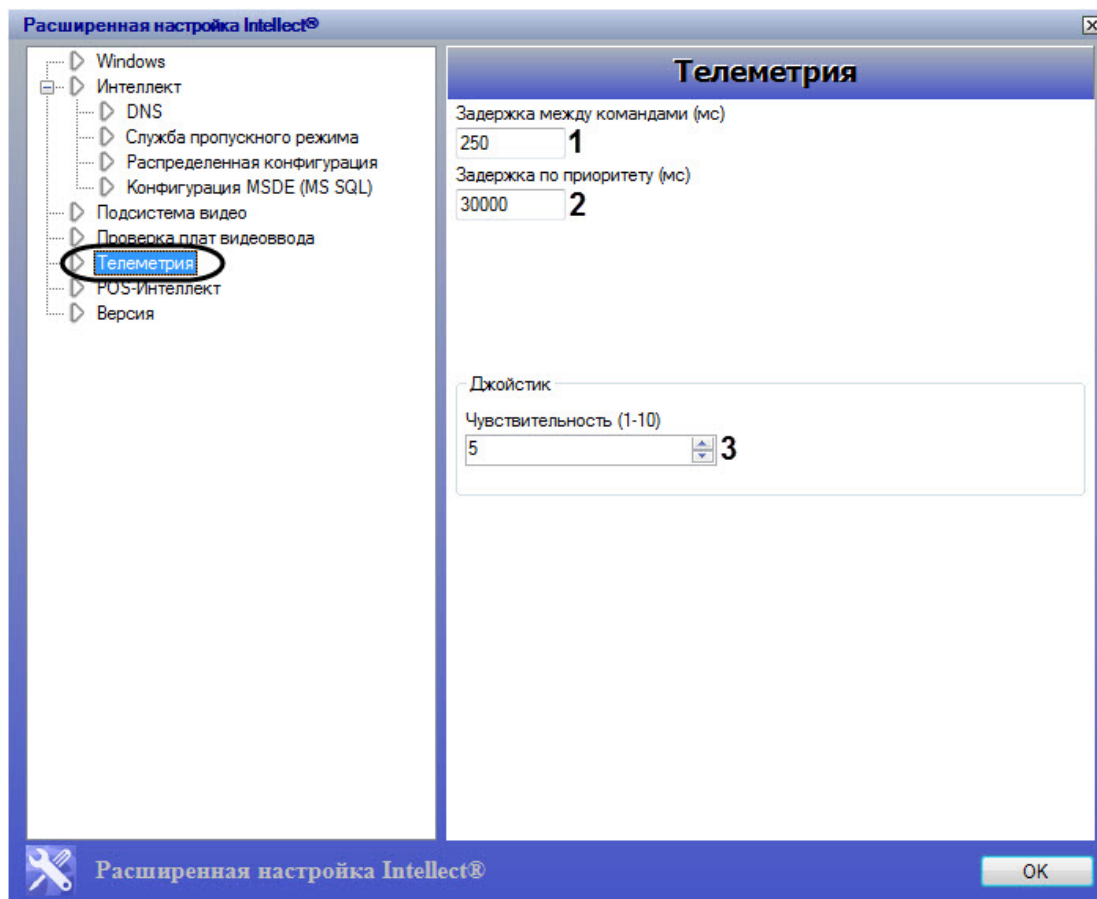 Расширенная настройка Intellect®
Windows
Интеллект
DNS
Служба пропускного режима
Распределенная конфигурация
Конфигурация MSDE (MS SQL)
Подсистема видео
Проверка плат видеоввода
Телеметрия
POS-Интеллект
Версия
Телеметрия
Задержка между командами (мс)
250 1
Задержка по приоритету (мс)
30000 2
Джойстик
Чувствительность (1-10)
5 3
Расширенная настройка Intellect®
OK